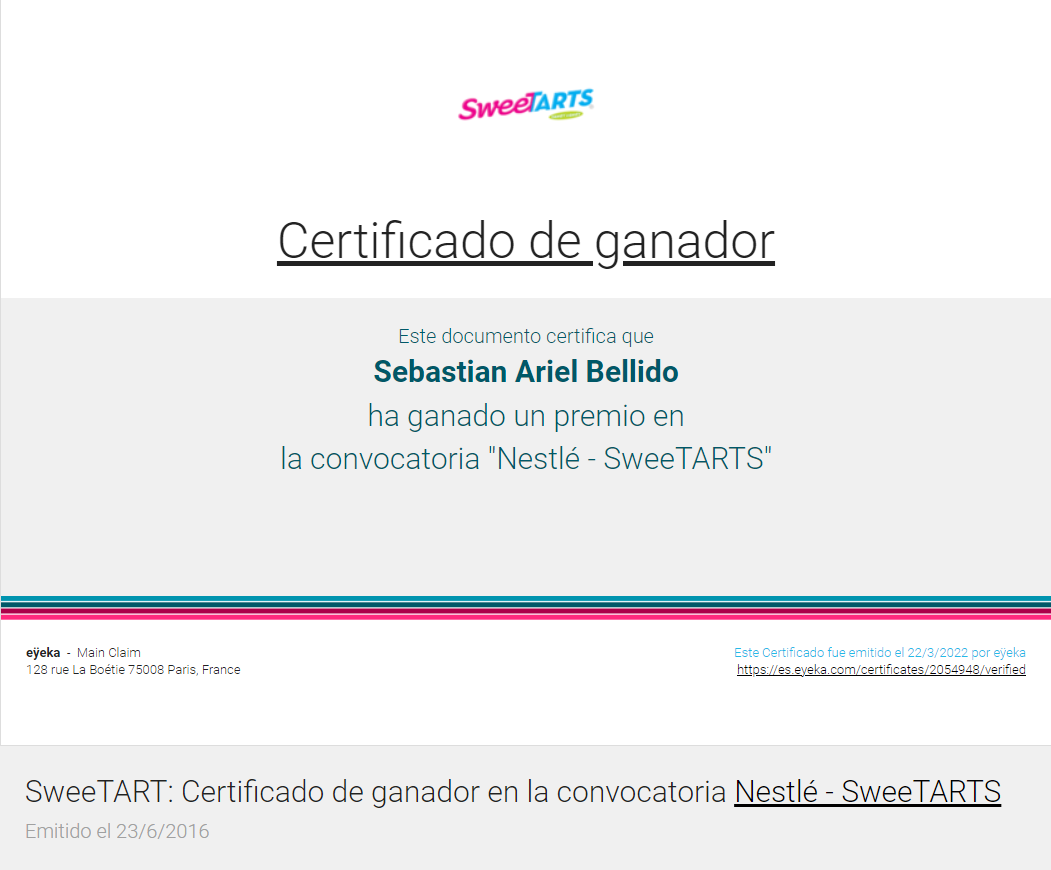 SweeTARTS
Certificado de ganador
Este documento certifica que
Sebastian Ariel Bellido
ha ganado un premio en
la convocatoria "Nestlé - SweeTARTS"
eÿeka - Main Claim
128 rue La Boétie 75008 Paris, France
Este Certificado fue emitido el 22/3/2022 por eÿeka
https://es.eyeka.com/certificates/2054948/verified
SweeTART: Certificado de ganador en la convocatoria Nestlé - SweeTARTS
Emitido el 23/6/2016